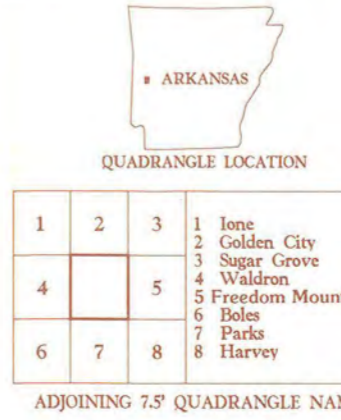 ARKANSAS
QUADRANGLE LOCATION
1 2 3
4 5
6 7 8
1 Ione
2 Golden City
3 Sugar Grove
4 Waldron
5 Freedom Mount
6 Boles
7 Parks
8 Harvey
ADJOINING 7.5' QUADRANGLE NAM